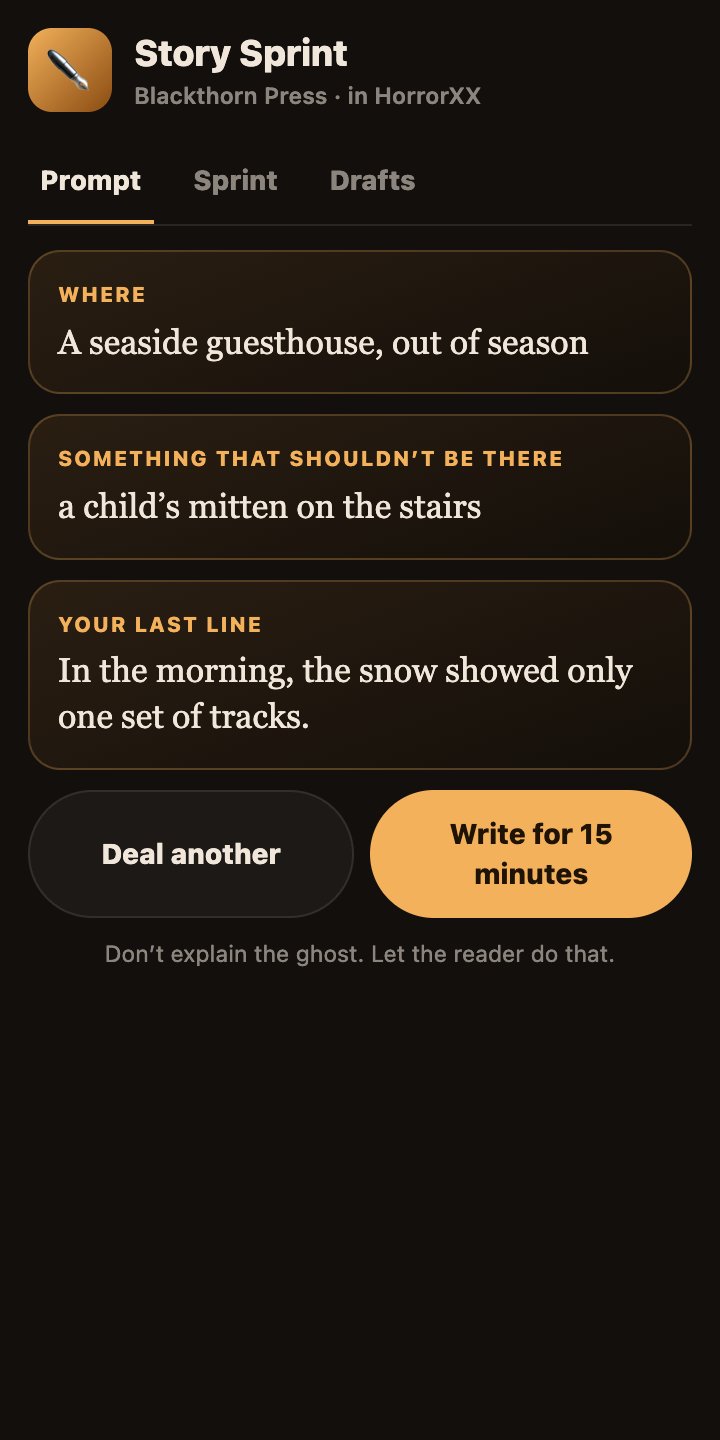 Story Sprint
Blackthorn Press · in HorrorXX
Prompt Sprint Drafts
WHERE
A seaside guesthouse, out of season
SOMETHING THAT SHOULDN’T BE THERE
a child’s mitten on the stairs
YOUR LAST LINE
In the morning, the snow showed only
one set of tracks.
Deal another
Write for 15
minutes
Don’t explain the ghost. Let the reader do that.